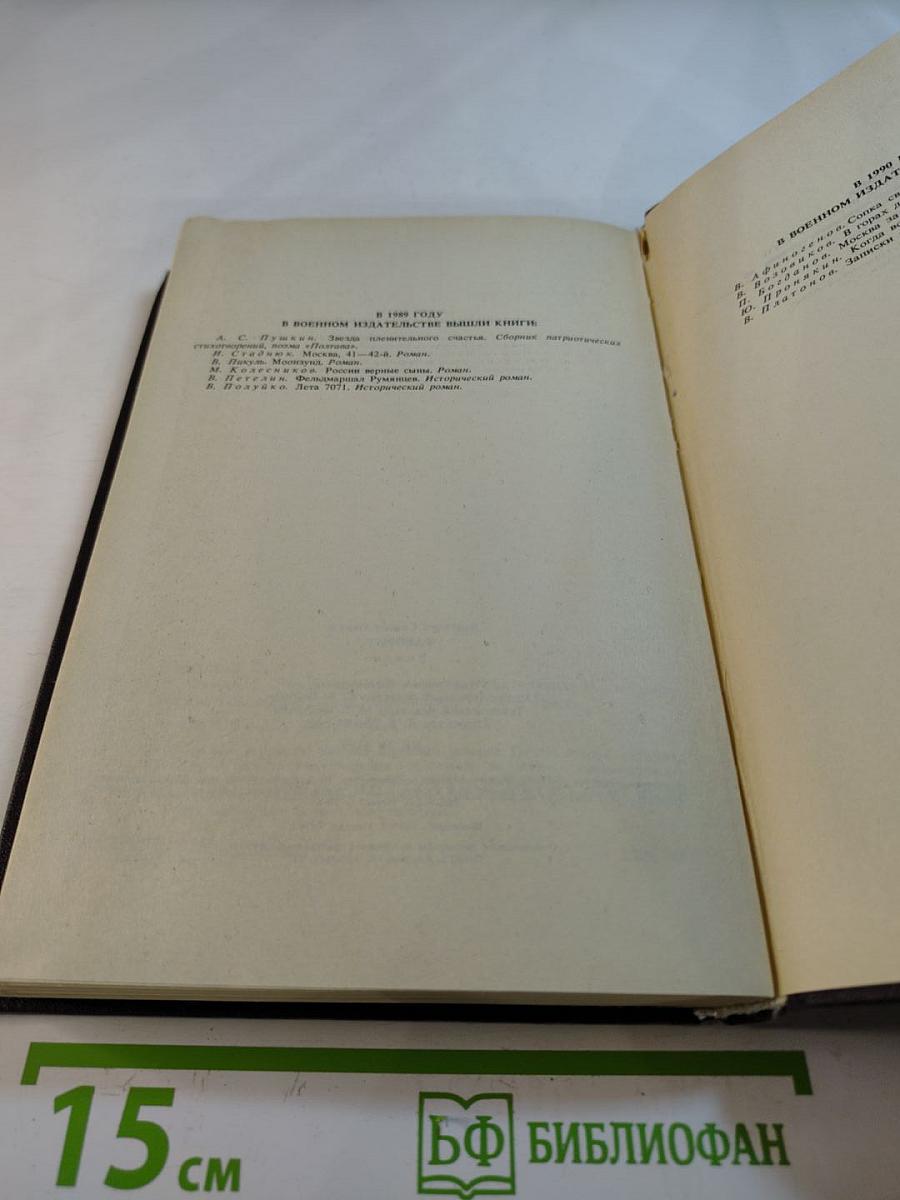 В 1989 ГОДУ
В ВОЕННОМ ИЗДАТЕЛЬСТВЕ ВЫШЛИ КНИГИ:
А. С. Пушкин. Звезда пленительного счастья. Сборник патриотических
стихотворений, поэма «Полтава».
И. Стаднюк. Москва, 41—42-й. Роман.
В. Пикуль. Моонзунд. Роман.
М. Колесников. России верные сыны. Роман.
В. Петелин. Фельдмаршал Румянцев. Исторический роман.
В. Полуйко. Лета 7071. Исторический роман.
В 1990
В ВОЕННОМ
В. Афиногенов. Сопка
В. Возовиков. В горах
П. Богданов. Москва за
Ю. Пронякин. Когда
В. Платонов. Записки
15 см
БФ БИБЛИОФАН